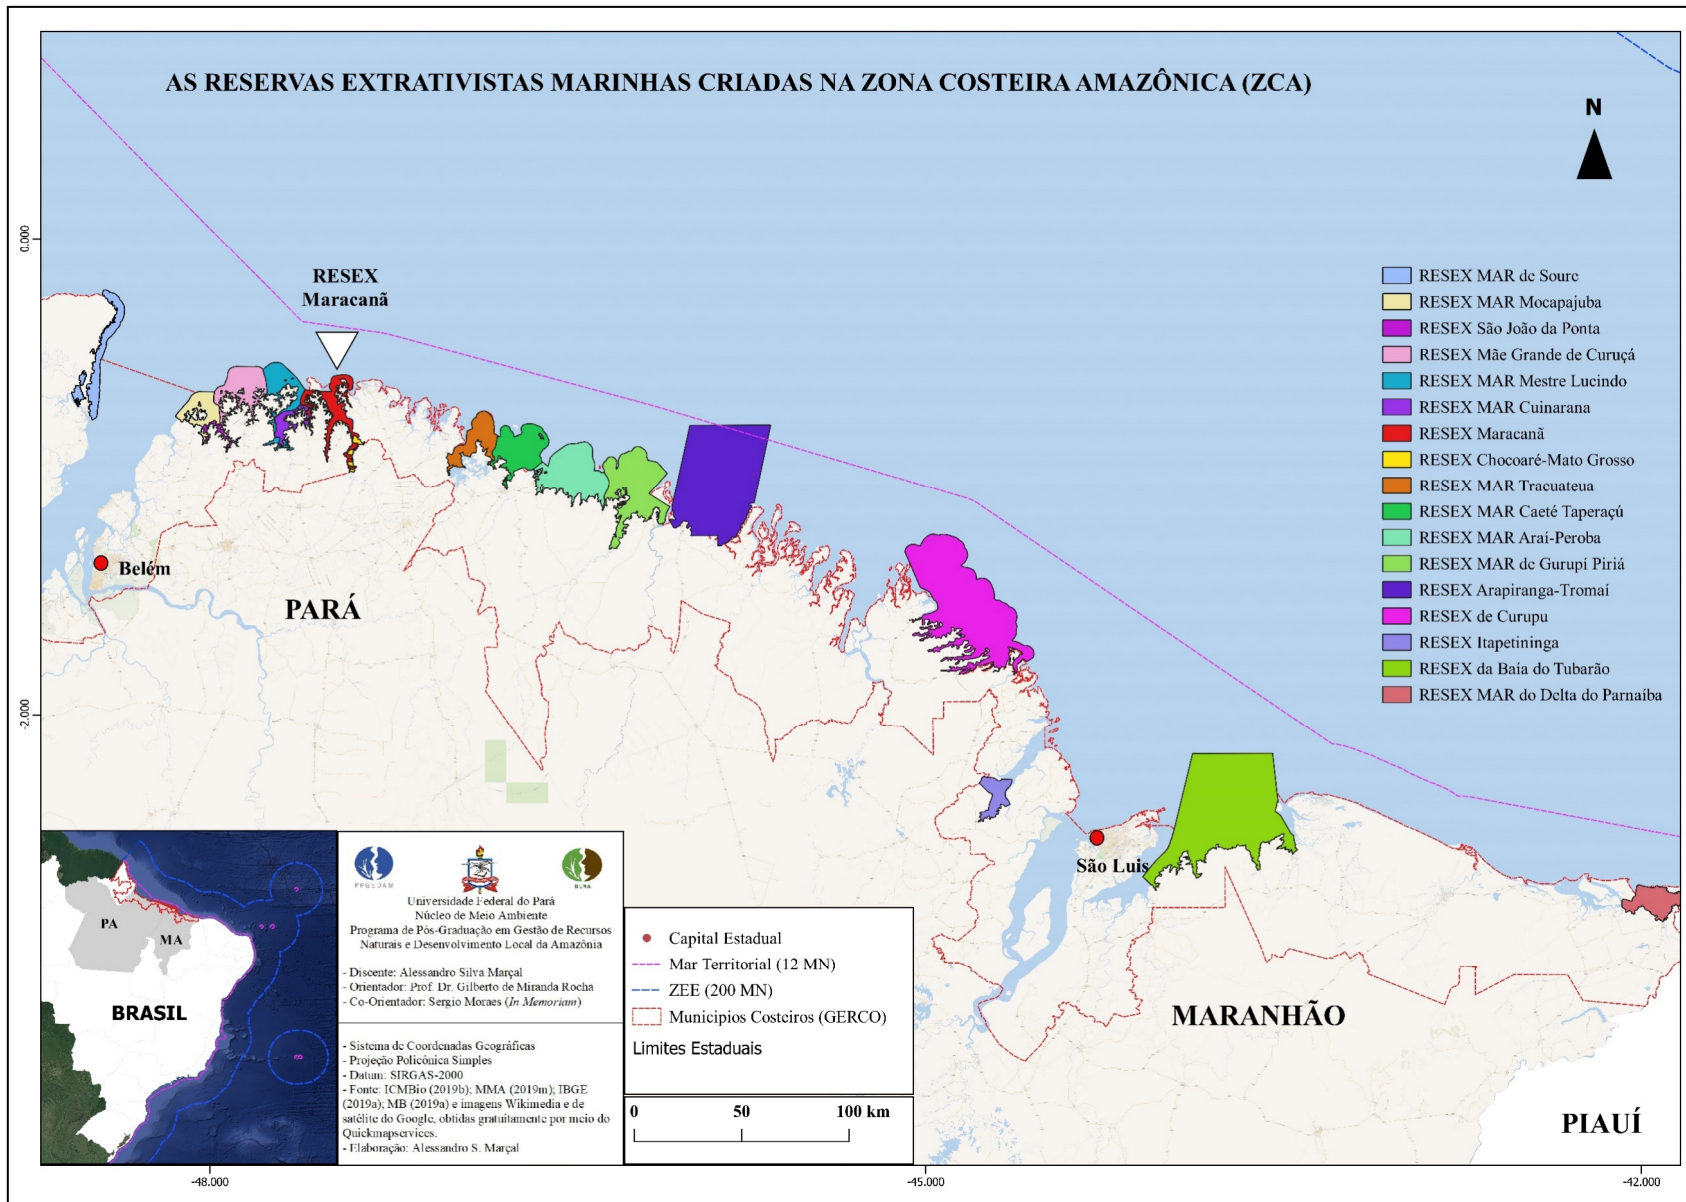 AS RESERVAS EXTRATIVISTAS MARINHAS CRIADAS NA ZONA COSTEIRA AMAZÔNICA (ZCA)
N
0.000
RESEX
Maracanã
RESEX MAR de Soure
RESEX MAR Mocapajuba
RESEX São João da Ponta
RESEX Mãe Grande de Curuçá
RESEX MAR Mestre Lucindo
RESEX MAR Cuinarana
RESEX Maracanã
RESEX Chocoaré-Mato Grosso
RESEX MAR Tracuateua
RESEX MAR Caeté Taperaçú
RESEX MAR Araí-Peroba
RESEX MAR de Gurupí Piriá
RESEX Arapiranga-Tromaí
RESEX de Curupu
RESEX Itapetininga
RESEX da Baía do Tubarão
RESEX MAR do Delta do Parnaíba
Belém
PARÁ
-2.000
São Luis
MARANHÃO
PIAUÍ
PA
MA
BRASIL
PPGEDAM
NUMA
Universidade Federal do Pará
Núcleo de Meio Ambiente
Programa de Pós-Graduação em Gestão de Recursos
Naturais e Desenvolvimento Local da Amazônia
- Discente: Alessandro Silva Marçal
- Orientador: Prof. Dr. Gilberto de Miranda Rocha
- Co-Orientador: Sergio Moraes (In Memoriam)
- Sistema de Coordenadas Geográficas
- Projeção Policônica Simples
- Datum: SIRGAS-2000
- Fonte: ICMBio (2019b); MMA (2019m); IBGE
(2019a); MB (2019a) e imagens Wikimedia e de
satélite do Google, obtidas gratuitamente por meio do
Quickmapservices.
- Elaboração: Alessandro S. Marçal
Capital Estadual
Mar Territorial (12 MN)
ZEE (200 MN)
Municipios Costeiros (GERCO)
Limites Estaduais
0 50 100 km
-48.000 -45.000 -42.000